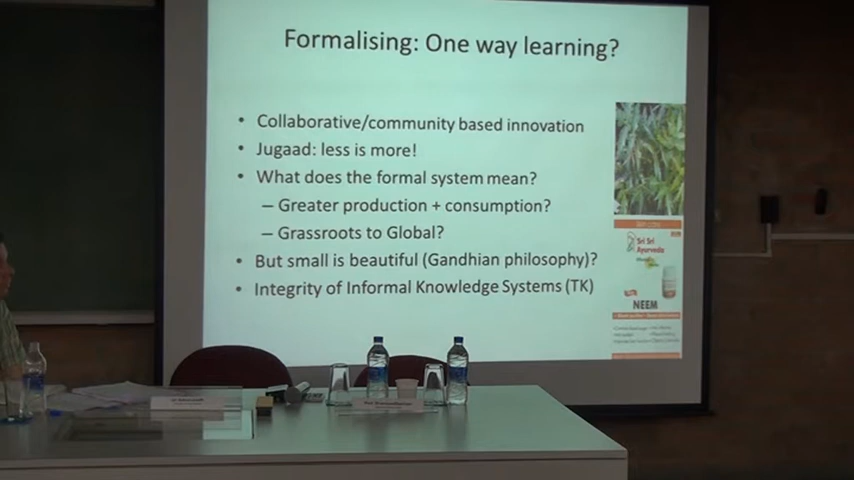 Formalising: One way learning?
• Collaborative/community based innovation
• Jugaad: less is more!
• What does the formal system mean?
– Greater production + consumption?
– Grassroots to Global?
• But small is beautiful (Gandhian philosophy)?
• Integrity of Informal Knowledge Systems (TK)
Sri Sri
Ayurveda
NEEM